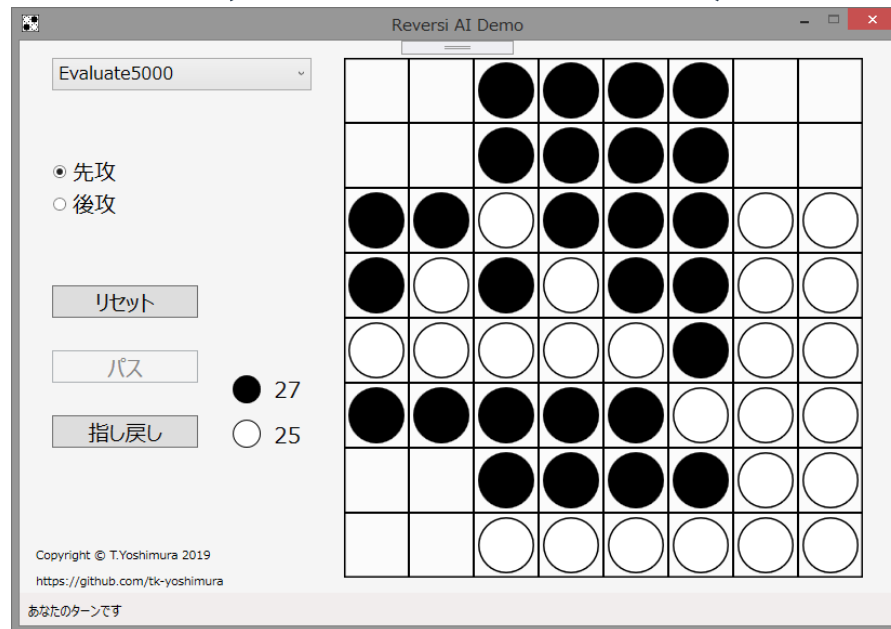 Reversi AI Demo
Evaluate5000
先攻
後攻
リセット
パス
27
指し戻し
25
Copyright © T.Yoshimura 2019
https://github.com/tk-yoshimura
あなたのターンです